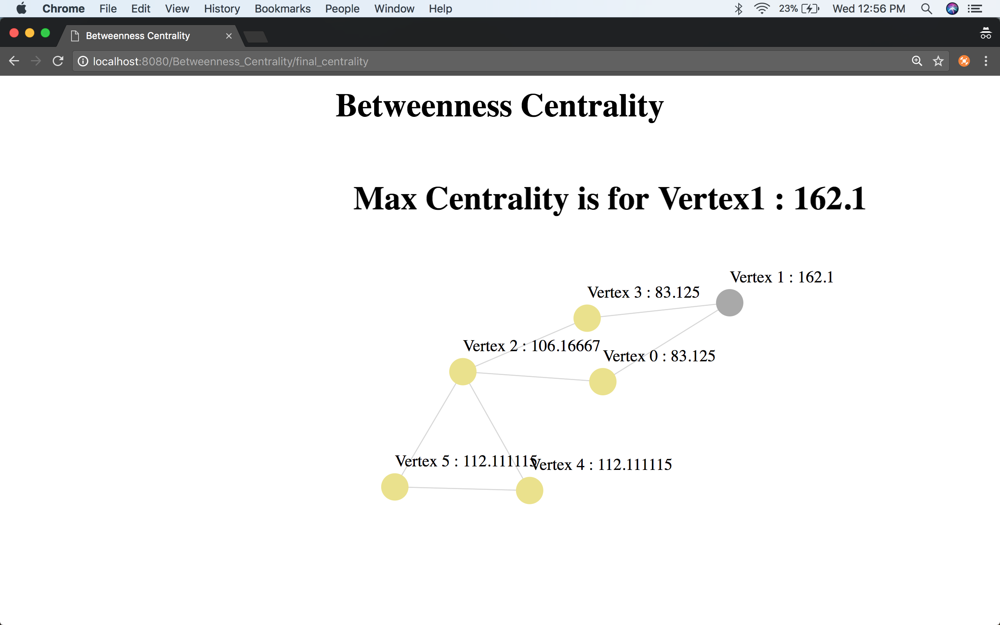 Chrome File Edit View History Bookmarks People Window Help 23% Wed 12:56 PM
Betweenness Centrality
localhost:8080/Betweenness_Centrality/final_centrality
Betweenness Centrality
Max Centrality is for Vertex1 : 162.1
Vertex 1 : 162.1
Vertex 3 : 83.125
Vertex 2 : 106.16667
Vertex 0 : 83.125
Vertex 5 : 112.111115
Vertex 4 : 112.111115